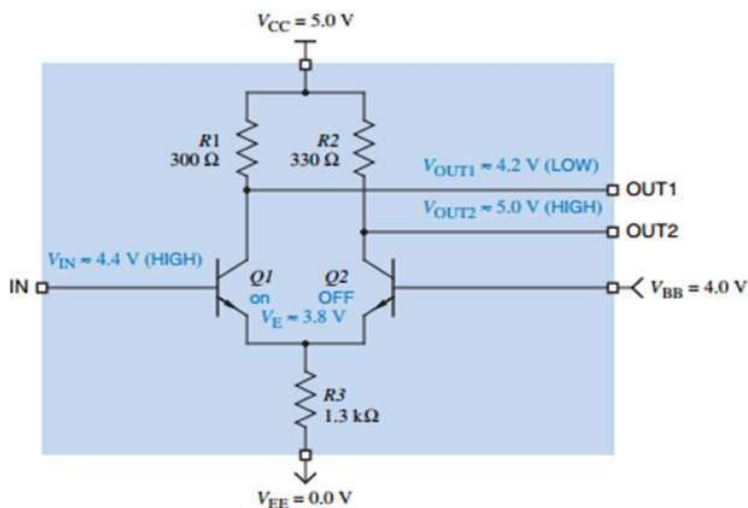 VCC = 5.0 V
R1
300 Ω
R2
330 Ω
VOUT1 ≈ 4.2 V (LOW)
OUT1
VOUT2 ≈ 5.0 V (HIGH)
OUT2
VIN ≈ 4.4 V (HIGH)
IN
Q1
on
Q2
OFF
VBB = 4.0 V
VE ≈ 3.8 V
R3
1.3 kΩ
VEE = 0.0 V